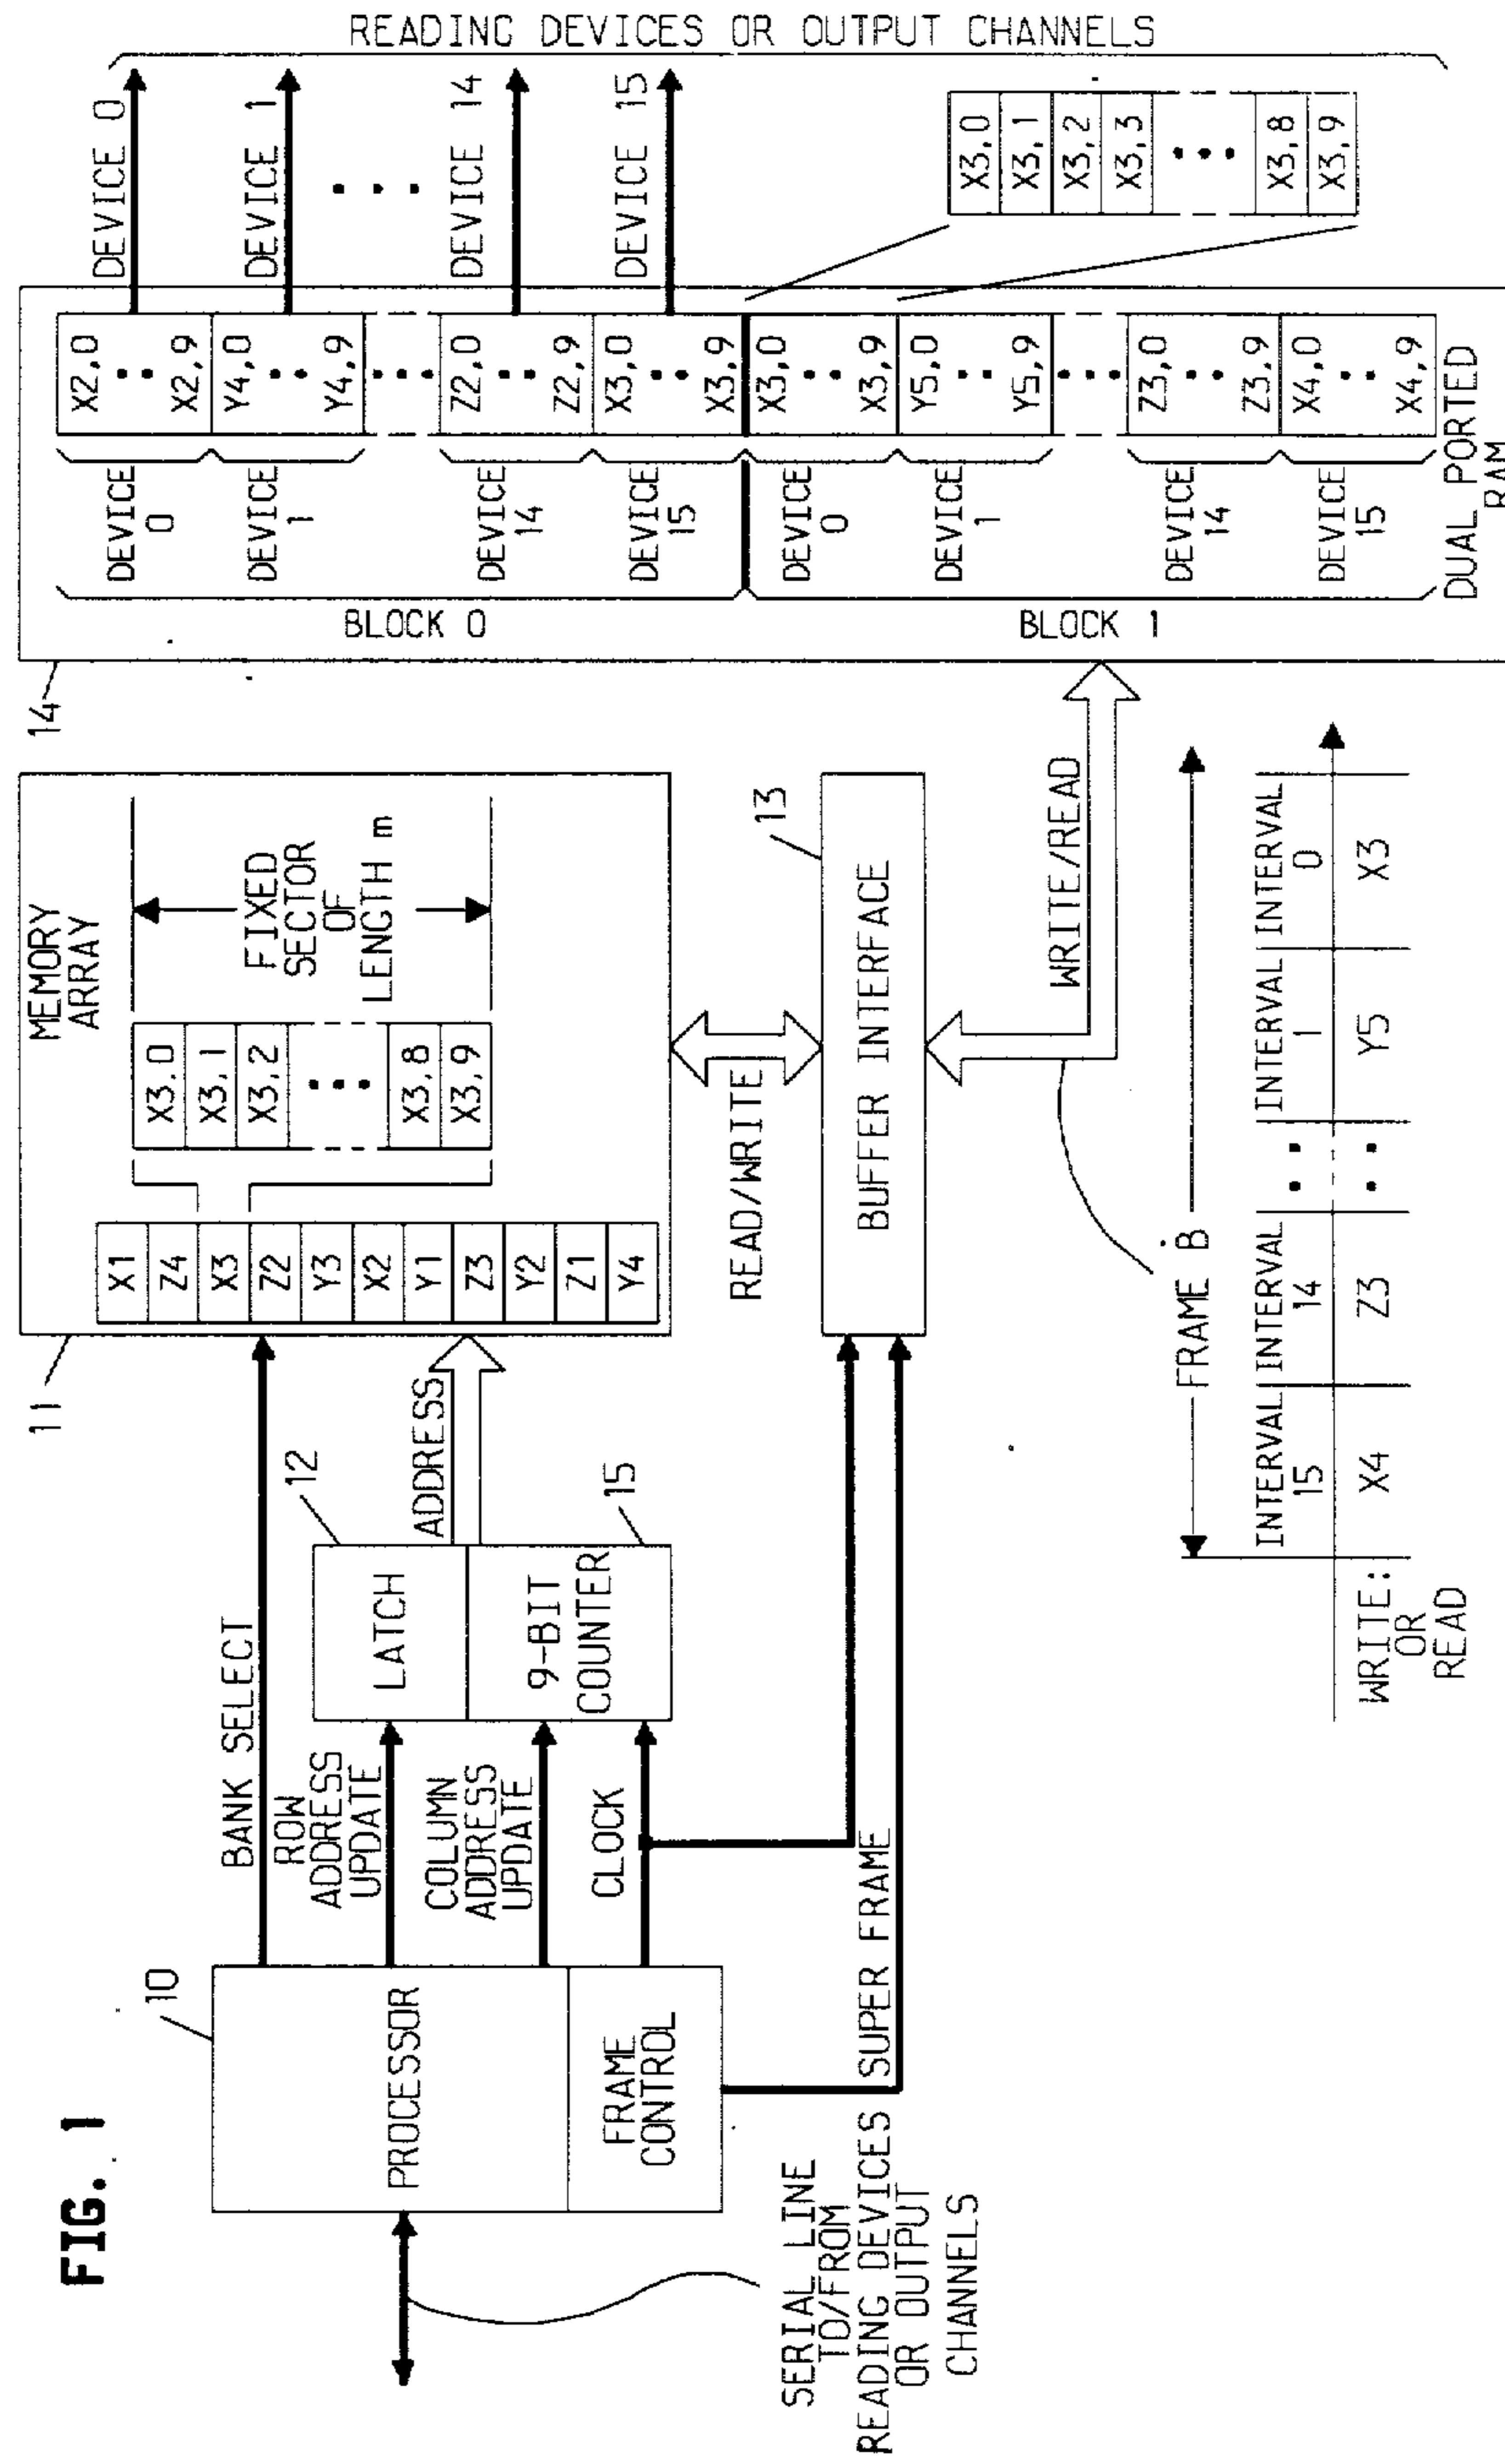 FIG. 1
10
PROCESSOR
FRAME
CONTROL
SERIAL LINE
TO/FROM
READING DEVICES
OR OUTPUT
CHANNELS
BANK SELECT
ROW
ADDRESS
UPDATE
COLUMN
ADDRESS
UPDATE
CLOCK
SUPER FRAME
12
LATCH
9-BIT
COUNTER
15
ADDRESS
11
MEMORY
ARRAY
X1
Z4
X3
Z2
Y3
X2
Y1
Z3
Y2
Z1
Y4
X3.0
X3,1
X3,2
X3,8
X3,9
FIXED
SECTOR
OF
LENGTH m
READ/WRITE
13
BUFFER INTERFACE
WRITE/READ
14
BLOCK 0
BLOCK 1
DEVICE
0
DEVICE
1
DEVICE
14
DEVICE
15
DEVICE
0
DEVICE
1
DEVICE
14
DEVICE
15
X2,0
X2,9
Y4,0
Y4,9
Z2,0
Z2,9
X3,0
X3,9
X3,0
X3,9
Y5,0
Y5,9
Z3,0
Z3,9
X4,0
X4,9
DUAL PORTED
RAM
DEVICE 0
DEVICE 1
DEVICE 14
DEVICE 15
READING DEVICES OR OUTPUT CHANNELS
X3,0
X3,1
X3,2
X3,3
X3,8
X3,9
FRAME B
INTERVAL
15
INTERVAL
14
INTERVAL
1
INTERVAL
0
WRITE:
OR
READ
X4
Z3
Y5
X3